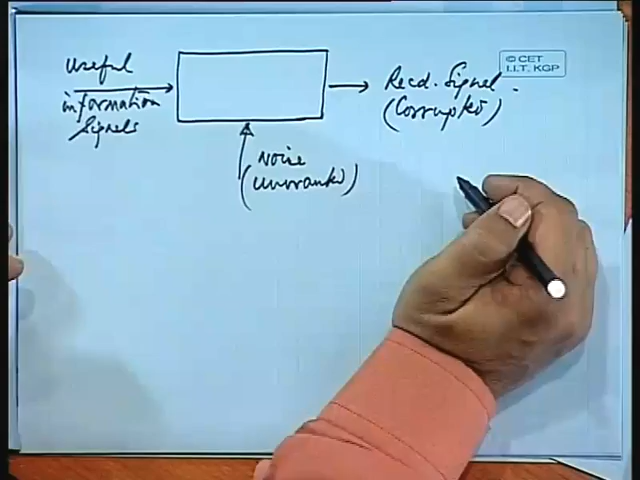 useful
information
Signals
Recd. Signal.
(Corrupted)
Noise
(Unwanted)
© CET
I.I.T. KGP